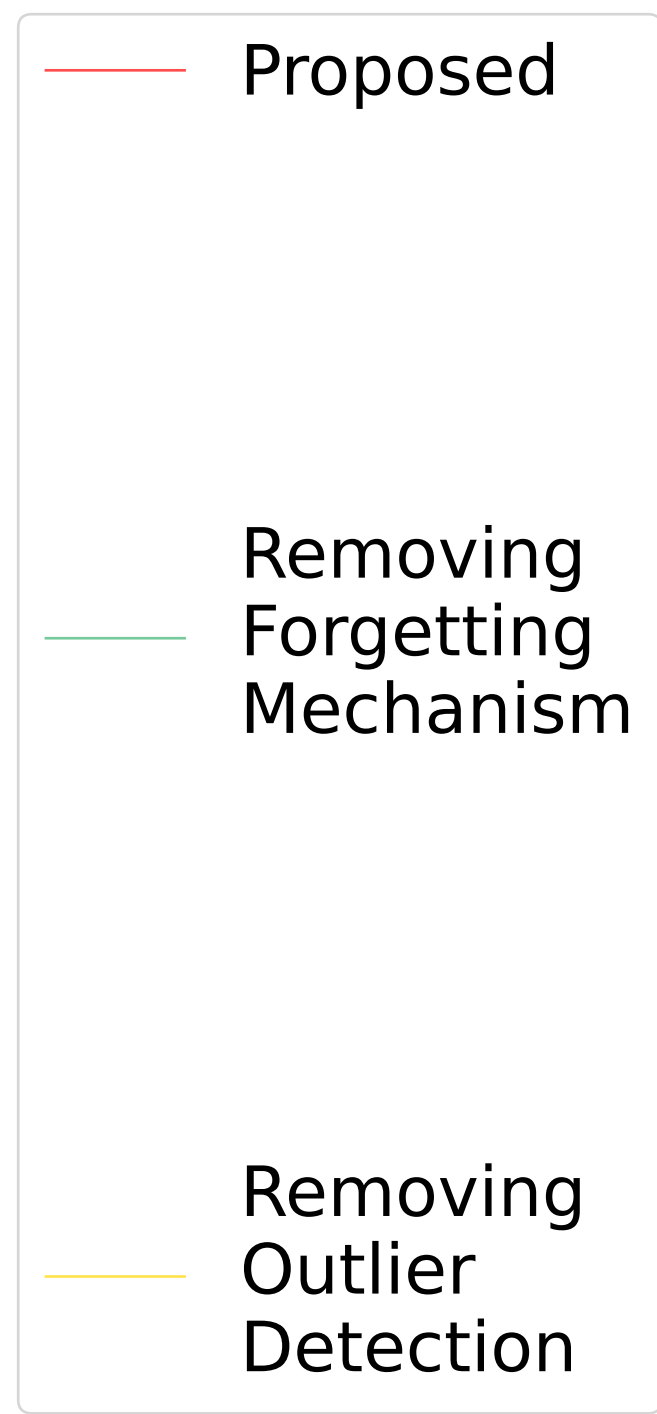 Proposed
Removing
Forgetting
Mechanism
Removing
Outlier
Detection